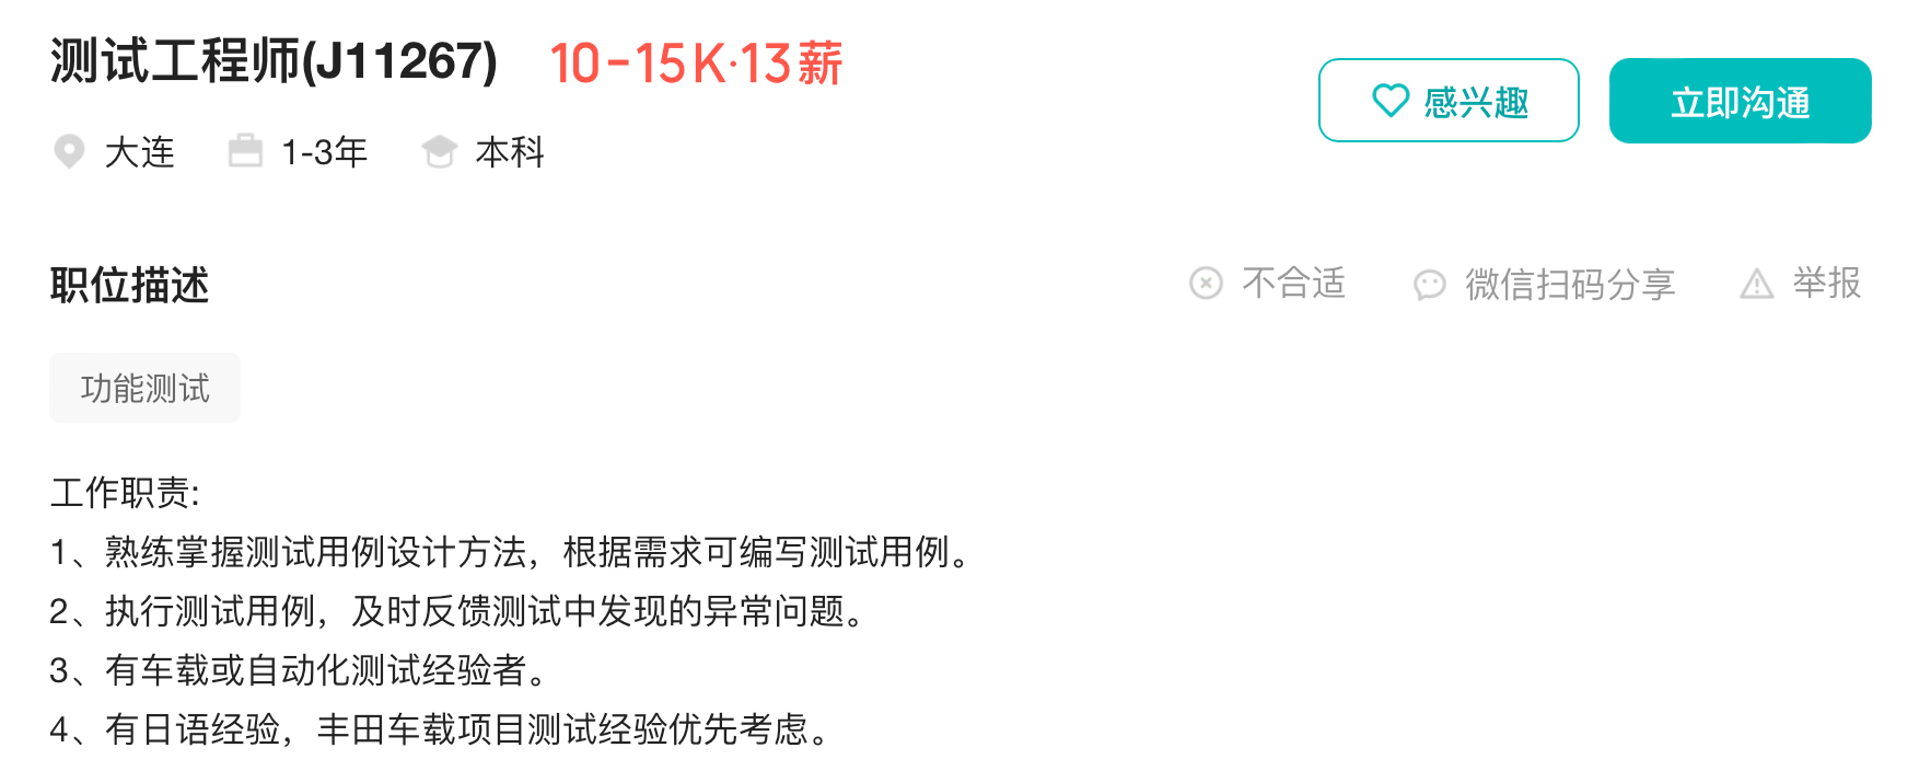 测试工程师(J11267) 10-15K·13薪
感兴趣 立即沟通
大连 1-3年 本科
职位描述 不合适 微信扫码分享 举报
功能测试
工作职责:
1、熟练掌握测试用例设计方法，根据需求可编写测试用例。
2、执行测试用例，及时反馈测试中发现的异常问题。
3、有车载或自动化测试经验者。
4、有日语经验，丰田车载项目测试经验优先考虑。